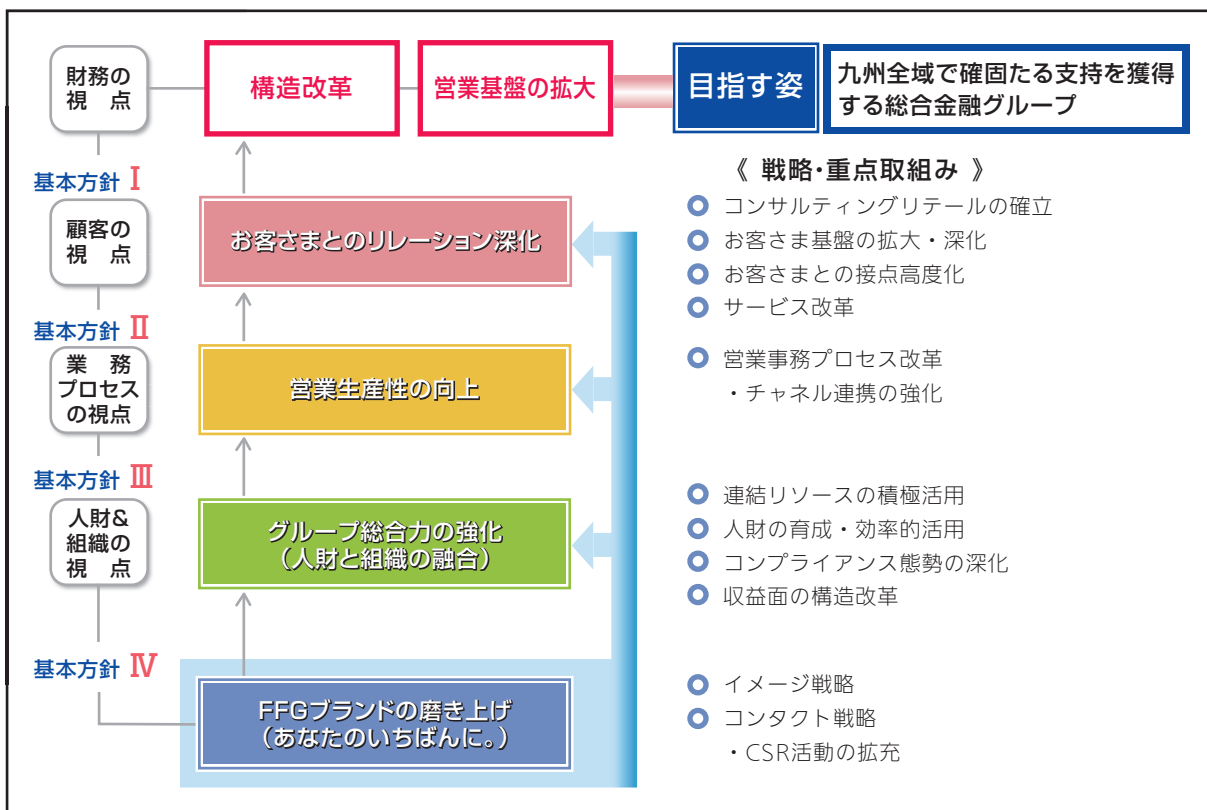 財務の
視 点
構造改革
営業基盤の拡大
目指す姿
九州全域で確固たる支持を獲得
する総合金融グループ
基本方針 Ⅰ
《 戦略・重点取組み 》
顧客の
視 点
お客さまとのリレーション深化
コンサルティングリテールの確立
お客さま基盤の拡大・深化
お客さまとの接点高度化
サービス改革
基本方針 Ⅱ
業 務
プロセス
の視点
営業生産性の向上
営業事務プロセス改革
・チャネル連携の強化
基本方針 Ⅲ
人財&
組織の
視 点
グループ総合力の強化
（人財と組織の融合）
連結リソースの積極活用
人財の育成・効率的活用
コンプライアンス態勢の深化
収益面の構造改革
基本方針 Ⅳ
FFGブランドの磨き上げ
（あなたのいちばんに。）
イメージ戦略
コンタクト戦略
・CSR活動の拡充